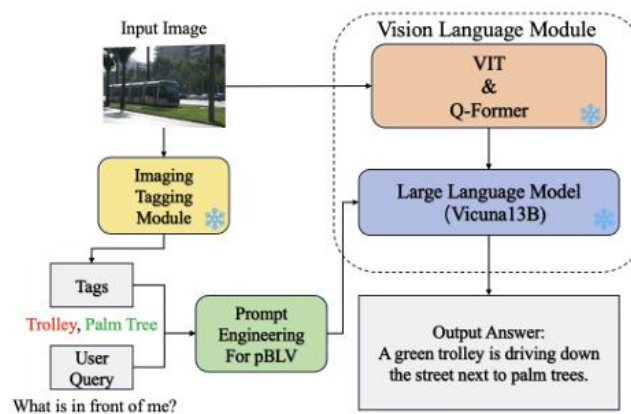 Input Image
Vision Language Module
VIT
&
Q-Former
Imaging
Tagging
Module
Large Language Model
(Vicuna13B)
Tags
Trolley, Palm Tree
User
Query
What is in front of me?
Prompt
Engineering
For pBLV
Output Answer:
A green trolley is driving down
the street next to palm trees.